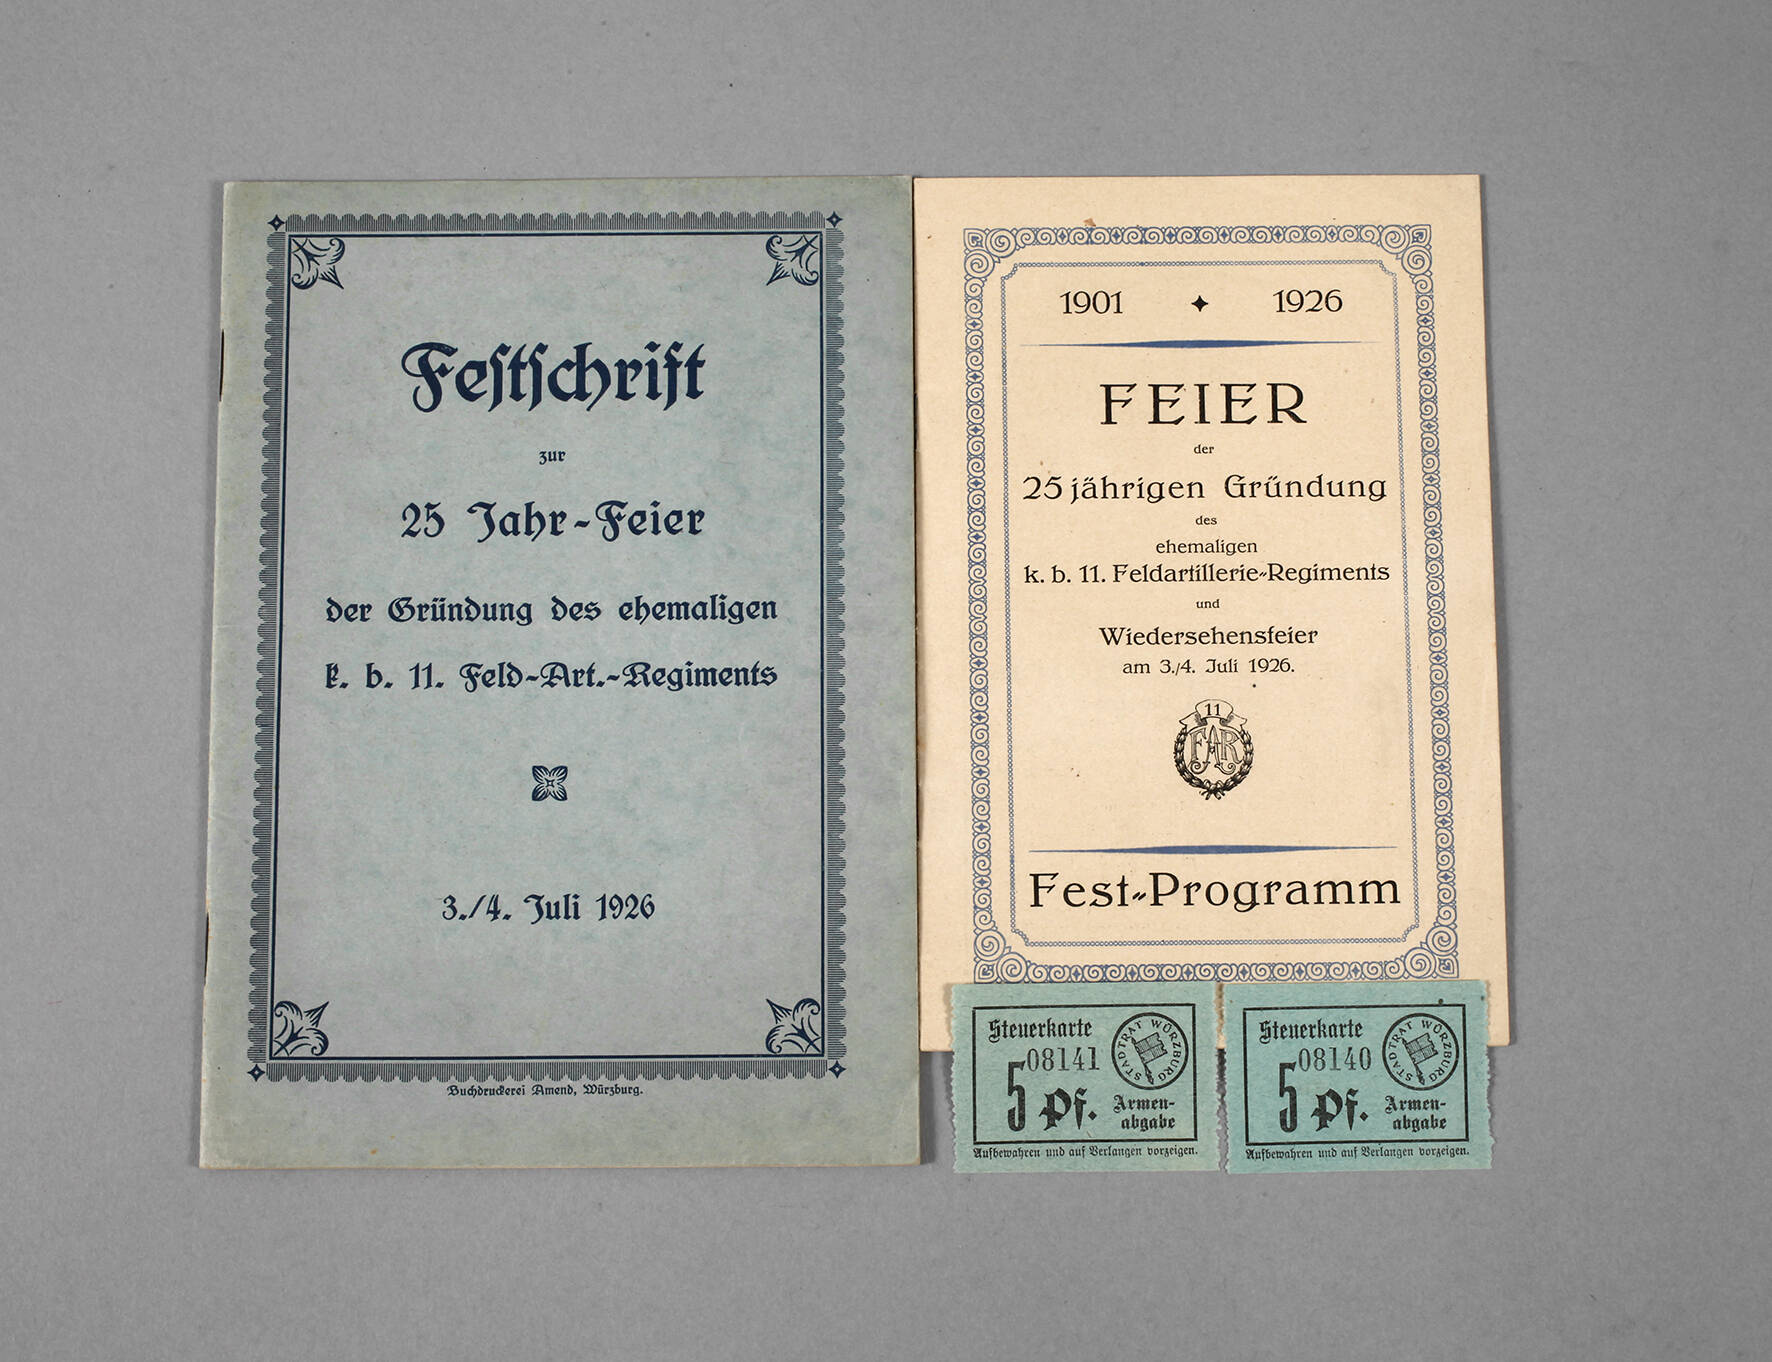 Festschrift
zur
25 Jahr-Feier
der Gründung des ehemaligen
k. b. 11. Feld-Art.-Regiments
3./4. Juli 1926
Buchdruckerei Amend, Würzburg.
1901 1926
FEIER
der
25 jährigen Gründung
des
ehemaligen
k. b. 11. Feldartillerie-Regiments
und
Wiedersehensfeier
am 3./4. Juli 1926.
11
FAR
Fest-Programm
Steuerkarte
08141
5 Pf.
Armen-
abgabe
STADTRAT WÜRZBURG
Aufbewahren und auf Verlangen vorzeigen.
Steuerkarte
08140
5 Pf.
Armen-
abgabe
STADTRAT WÜRZBURG
Aufbewahren und auf Verlangen vorzeigen.